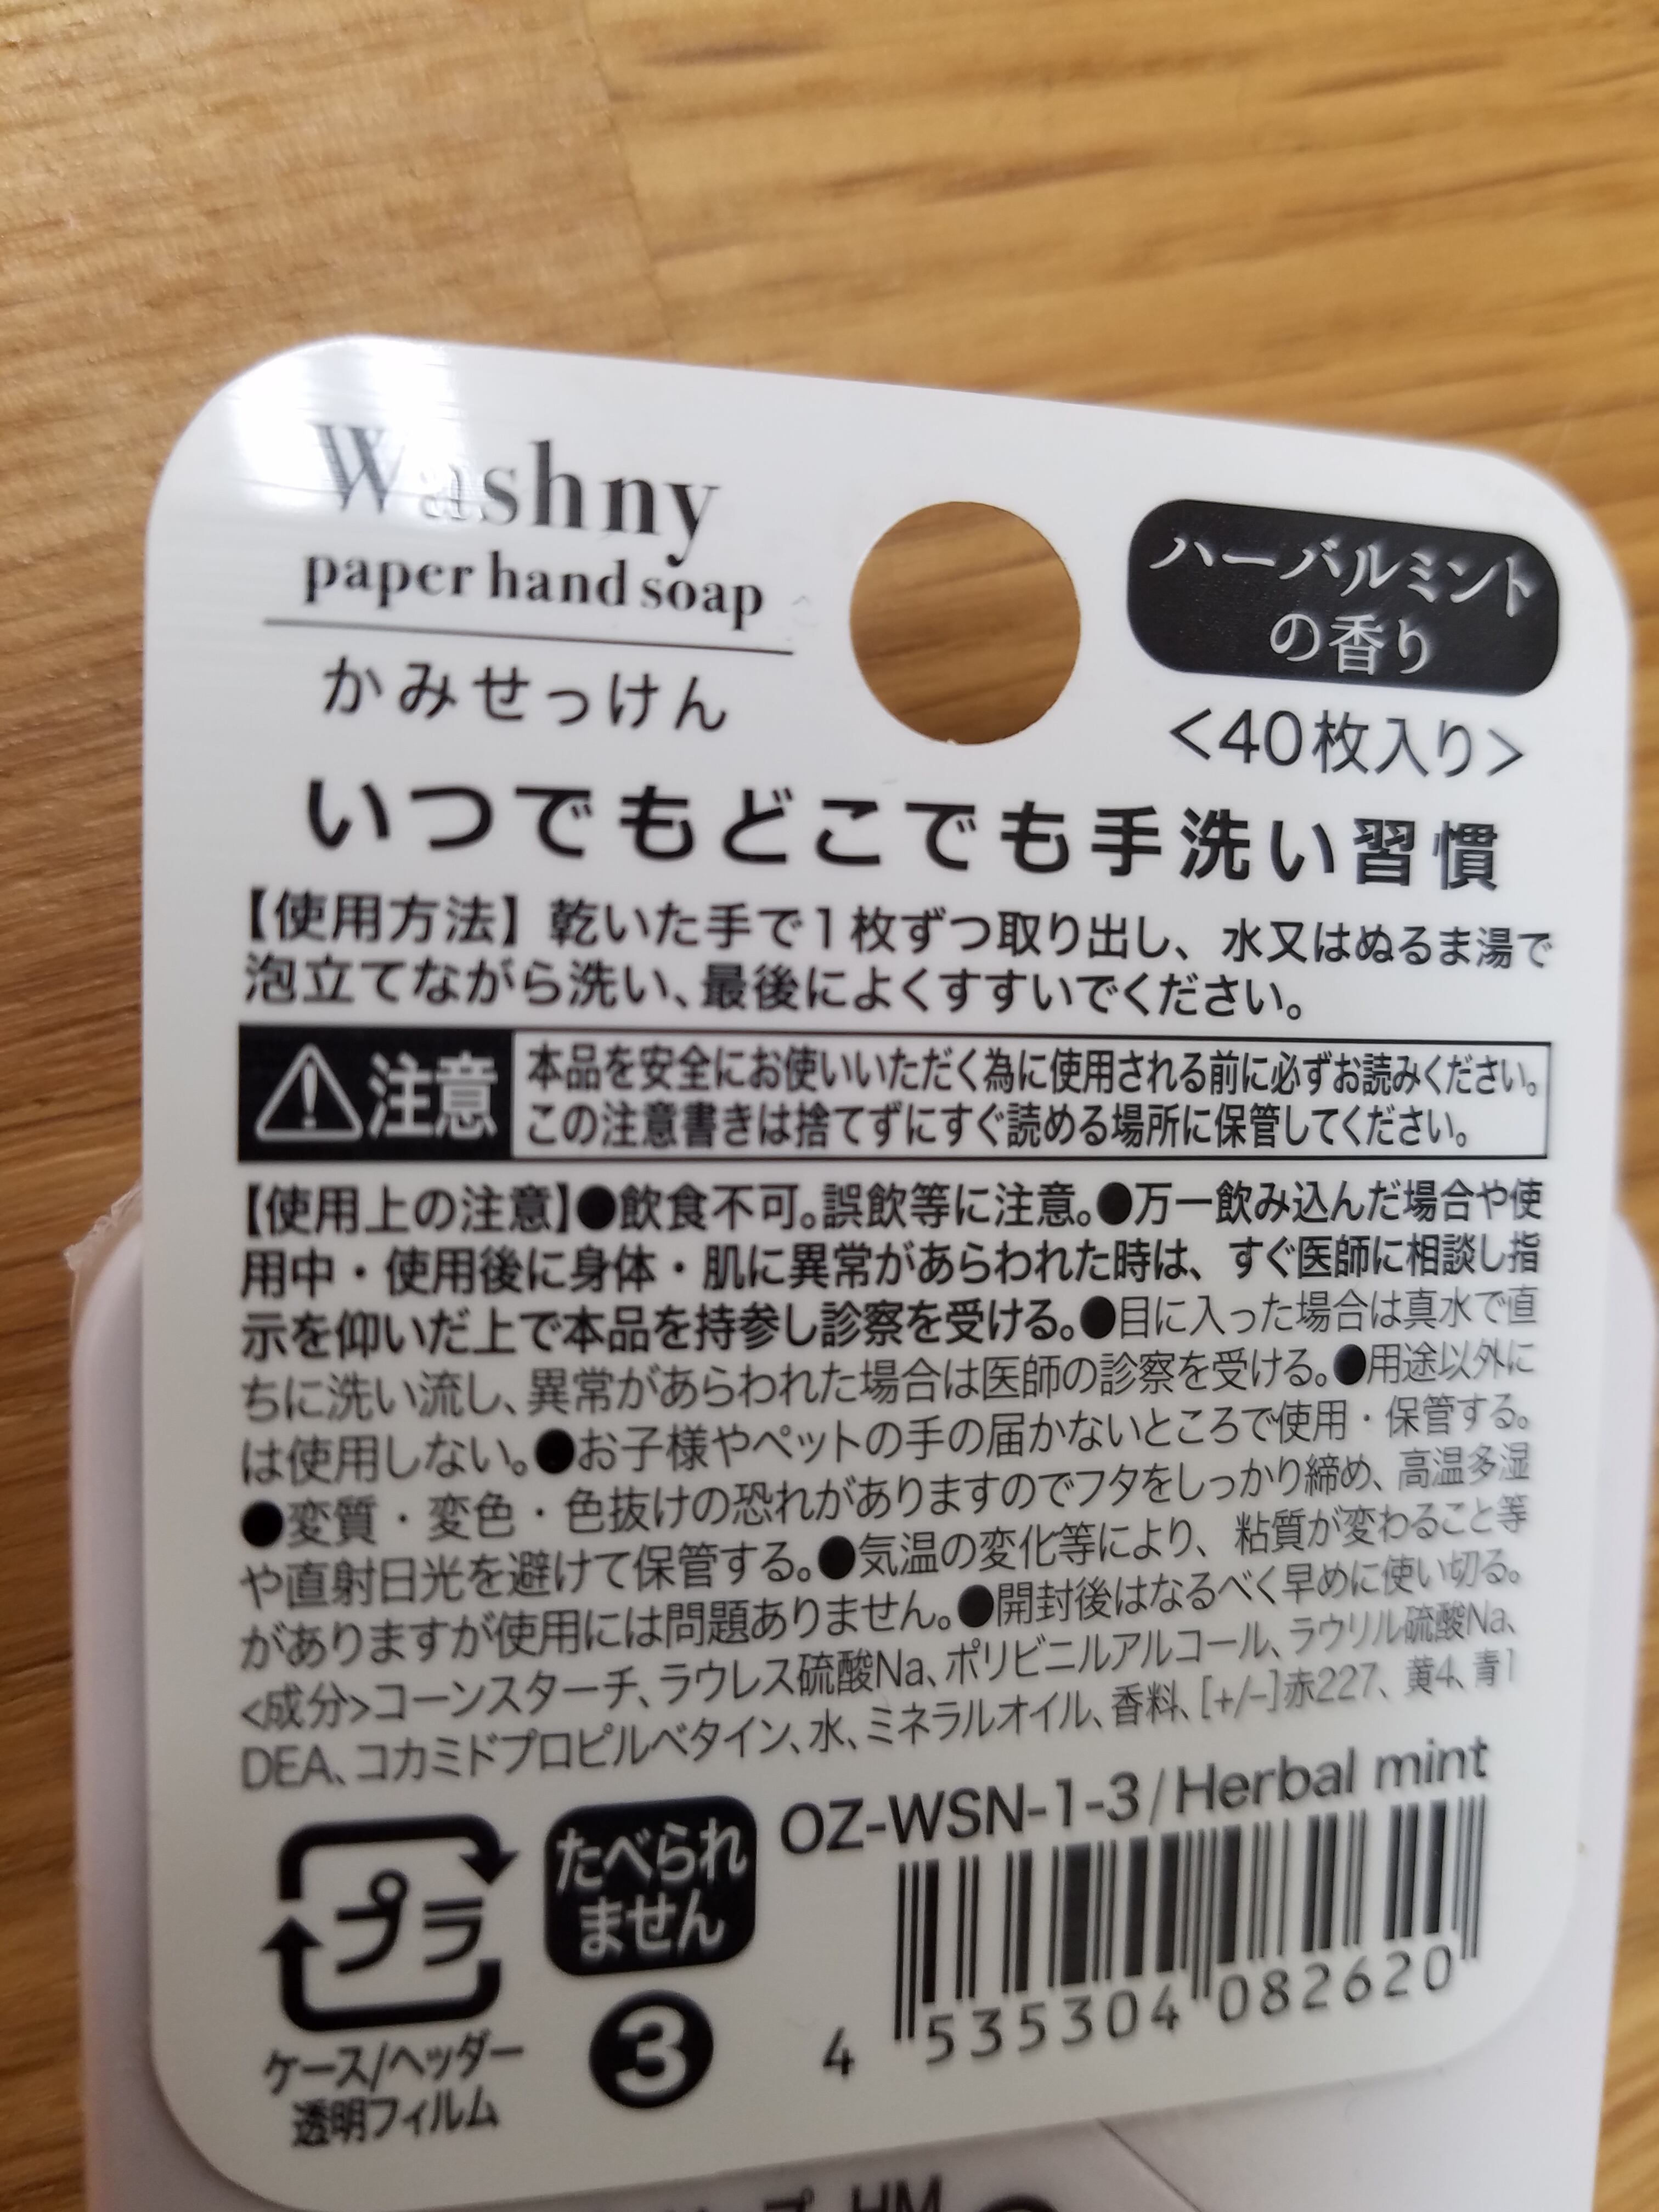 Washny
paper hand soap
かみせっけん
ハーバルミント
の香り
<40枚入り>
いつでもどこでも手洗い習慣
【使用方法】乾いた手で1枚ずつ取り出し、水又はぬるま湯で
泡立てながら洗い、最後によくすすいでください。
注意
本品を安全にお使いいただく為に使用される前に必ずお読みください。
この注意書きは捨てずにすぐ読める場所に保管してください。
【使用上の注意】●飲食不可。誤飲等に注意。●万一飲み込んだ場合や使
用中・使用後に身体・肌に異常があらわれた時は、すぐ医師に相談し指
示を仰いだ上で本品を持参し診察を受ける。●目に入った場合は真水で直
ちに洗い流し、異常があらわれた場合は医師の診察を受ける。●用途以外に
は使用しない。●お子様やペットの手の届かないところで使用・保管する。
●変質・変色・色抜けの恐れがありますのでフタをしっかり締め、高温多湿
や直射日光を避けて保管する。●気温の変化等により、粘質が変わること等
がありますが使用には問題ありません。●開封後はなるべく早めに使い切る。
<成分>コーンスターチ、ラウレス硫酸Na、ポリビニルアルコール、ラウリル硫酸Na、
DEA、コカミドプロピルベタイン、水、ミネラルオイル、香料、[+/-]赤227、黄4、青1
OZ-WSN-1-3/Herbal mint
プラ
たべられ
ません
ケース/ヘッダー
透明フィルム
3
4 535304 082620
HM